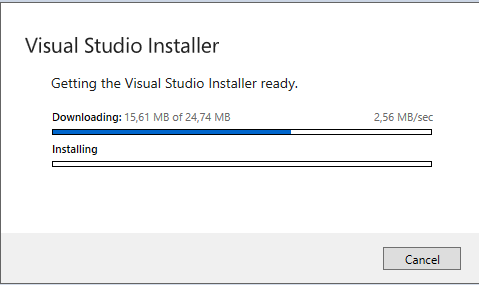 Visual Studio Installer
Getting the Visual Studio Installer ready.
Downloading: 15,61 MB of 24,74 MB 2,56 MB/sec
Installing
Cancel